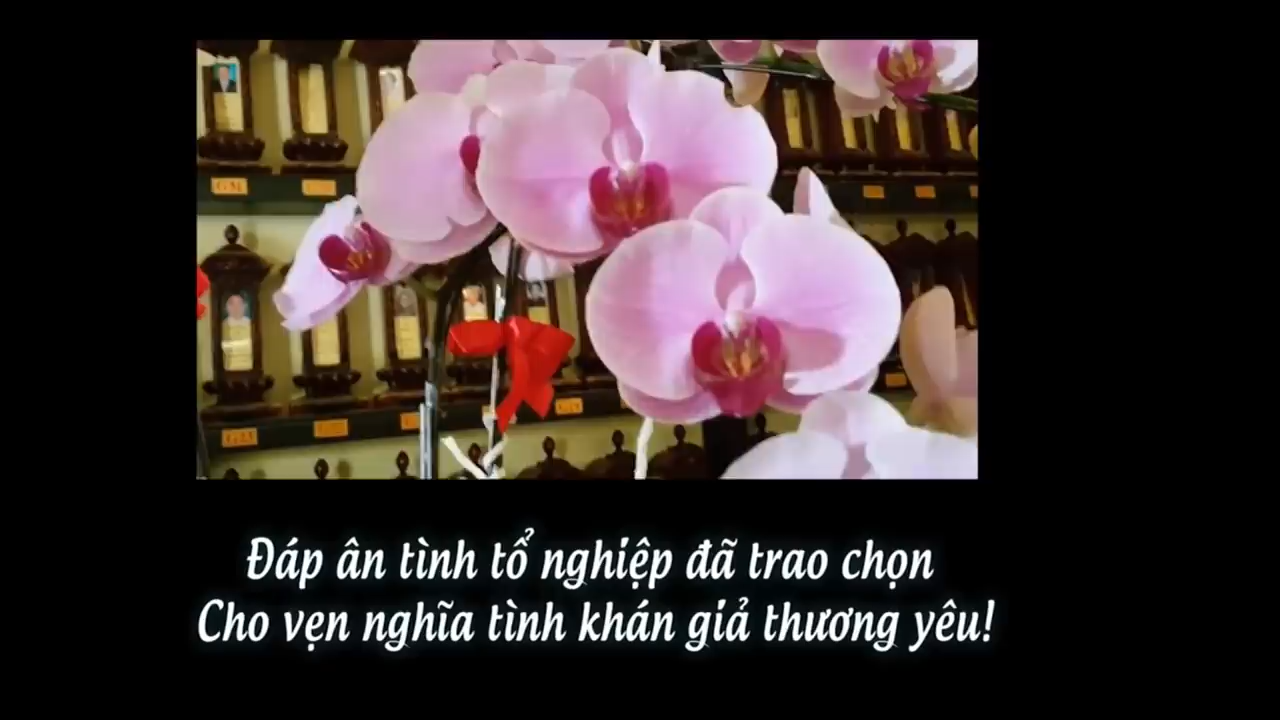 Đáp ân tình tổ nghiệp đã trao chọn
Cho vẹn nghĩa tình khán giả thương yêu!